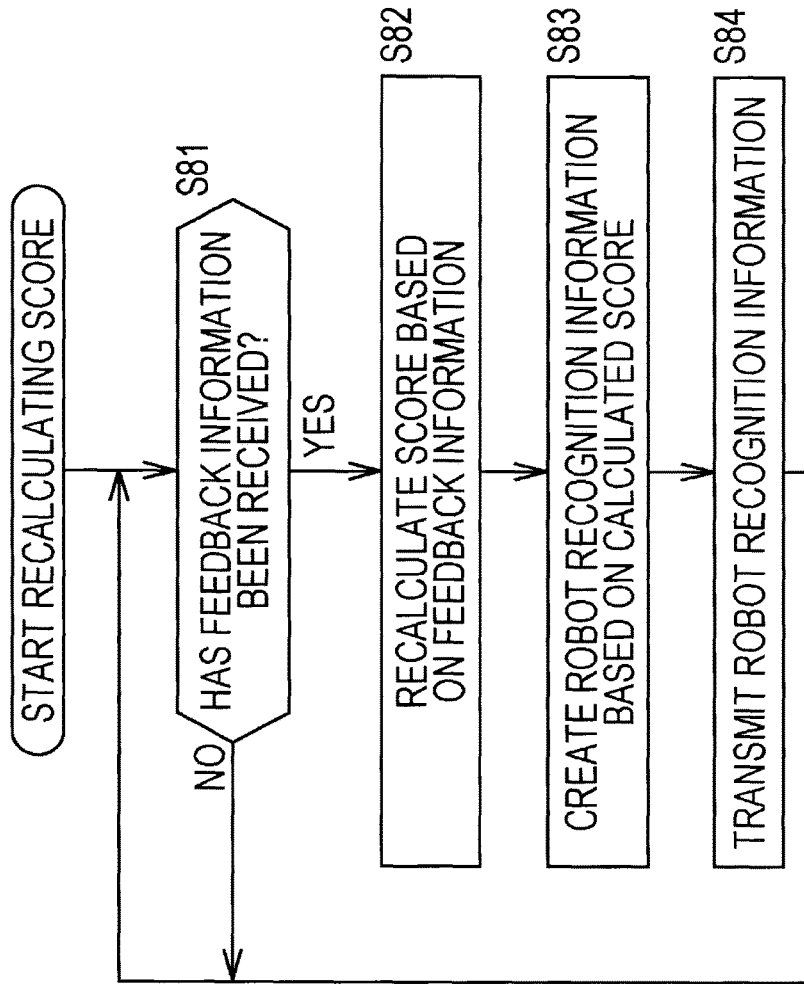 START RECALCULATING SCORE
S81
HAS FEEDBACK INFORMATION
BEEN RECEIVED?
NO
YES
S82
RECALCULATE SCORE BASED
ON FEEDBACK INFORMATION
S83
CREATE ROBOT RECOGNITION INFORMATION
BASED ON CALCULATED SCORE
S84
TRANSMIT ROBOT RECOGNITION INFORMATION